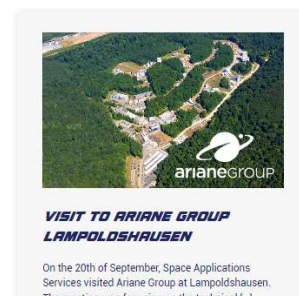 arianeGROUP
VISIT TO ARIANE GROUP
LAMPOLDSHAUSEN
On the 20th of September, Space Applications
Services visited Ariane Group at Lampoldshausen.